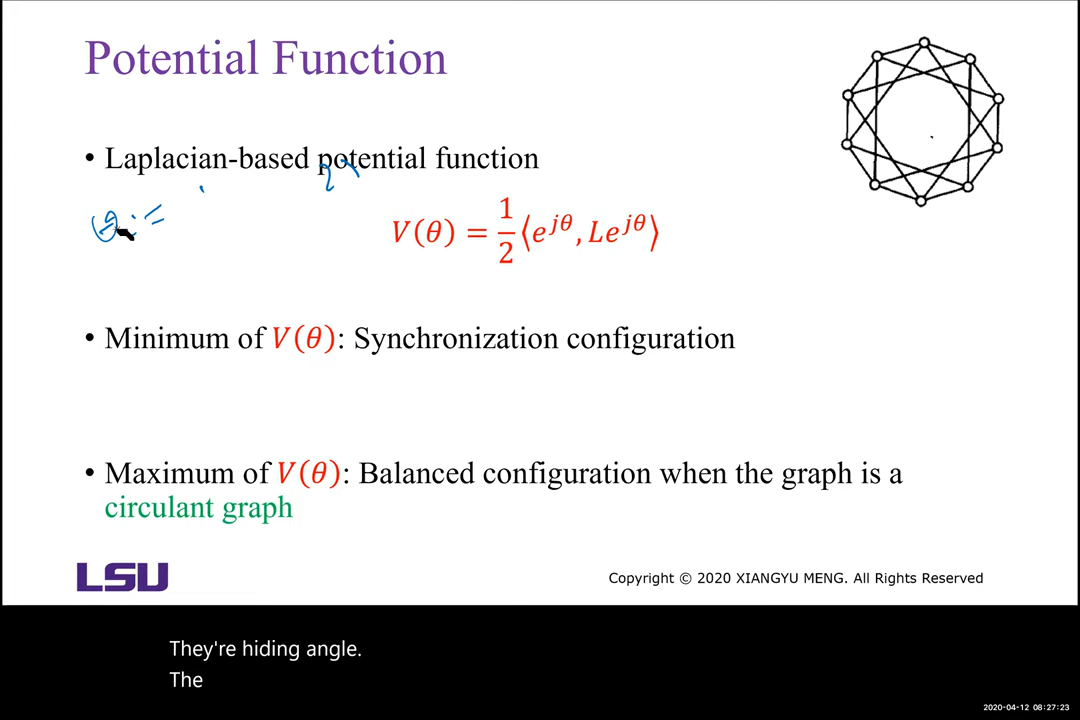 Potential Function
• Laplacian-based potential function
V(θ) = 1/2 ⟨e^{jθ}, Le^{jθ}⟩
• Minimum of V(θ): Synchronization configuration
• Maximum of V(θ): Balanced configuration when the graph is a
circulant graph
LSU
Copyright © 2020 XIANGYU MENG. All Rights Reserved
They're hiding angle.
The
2020-04-12 08:27:23